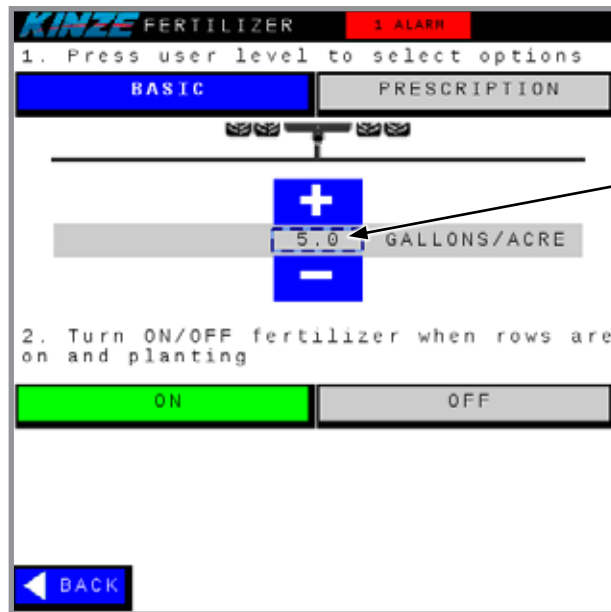 KINZE FERTILIZER 1 ALARM
1. Press user level to select options
BASIC PRESCRIPTION
+
5.0 GALLONS/ACRE
−
2. Turn ON/OFF fertilizer when rows are
on and planting
ON OFF
BACK